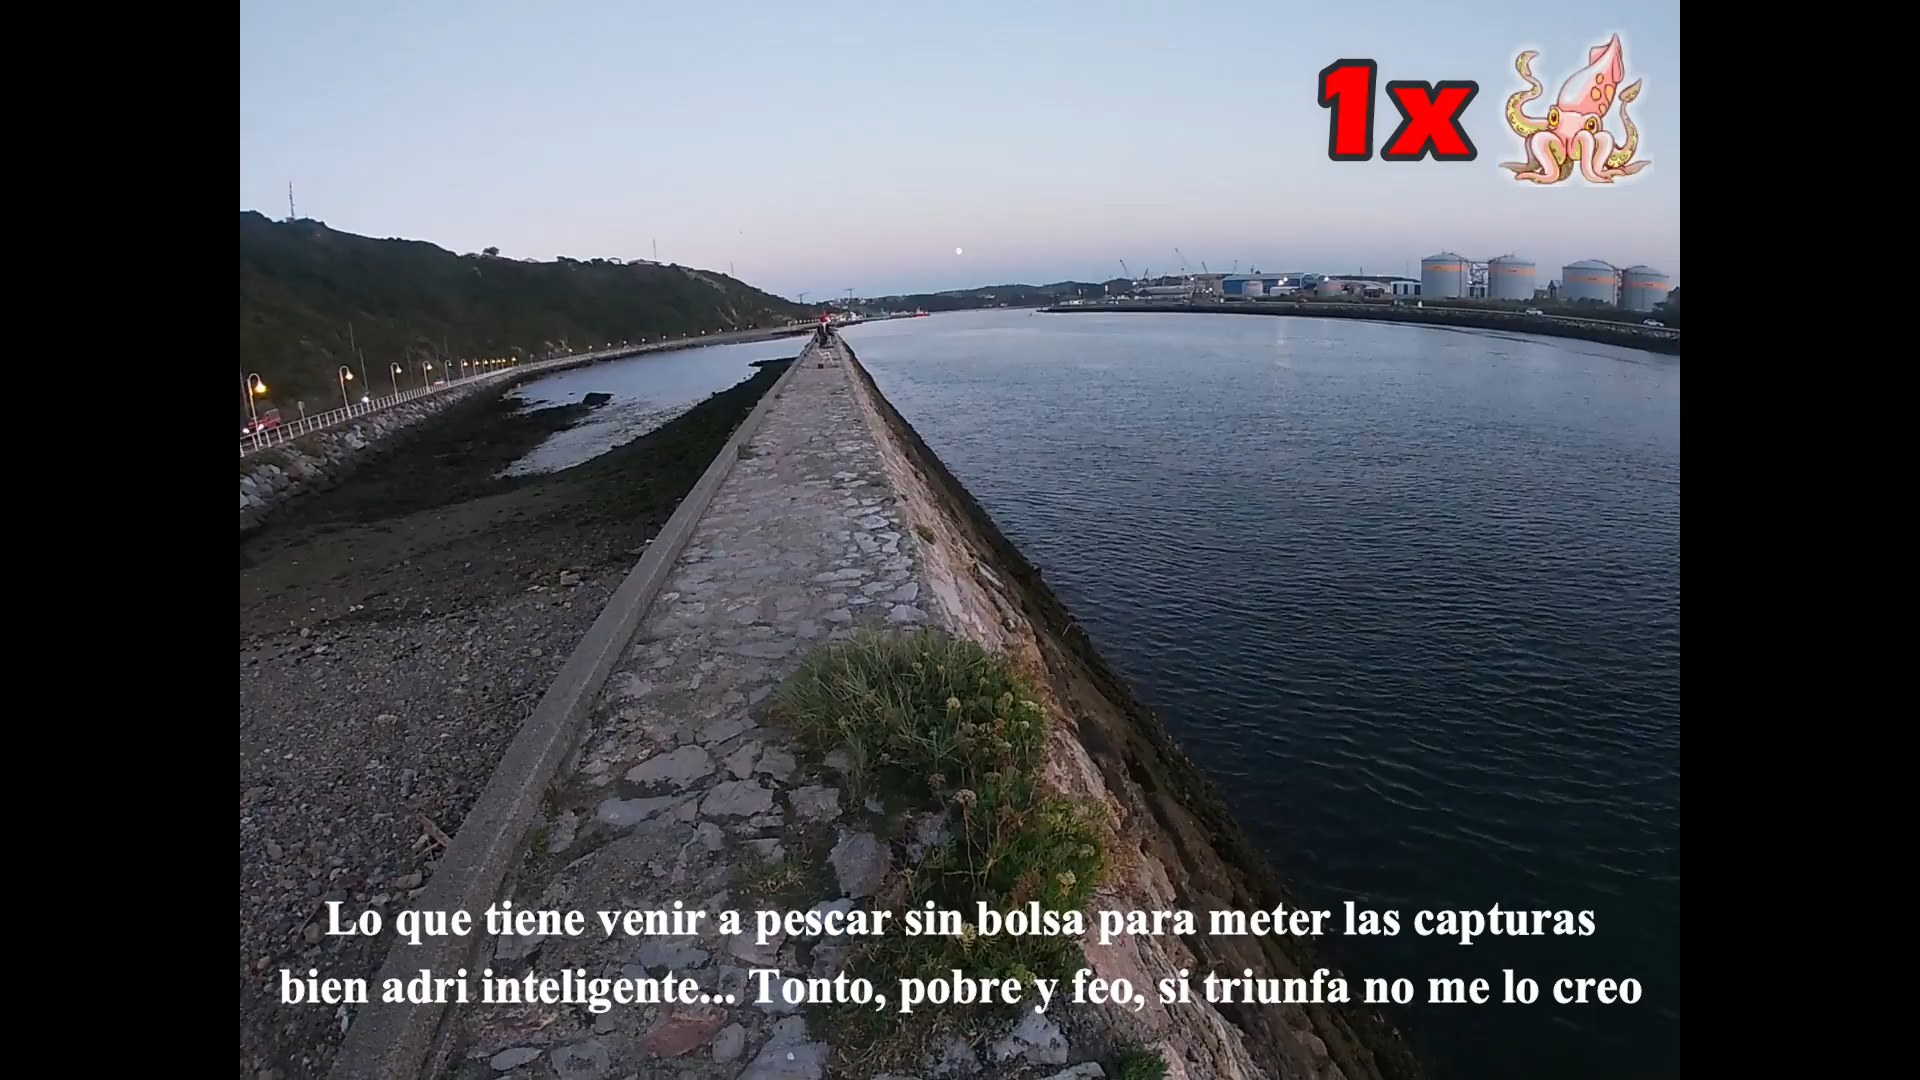 1x
Lo que tiene venir a pescar sin bolsa para meter las capturas
bien adri inteligente... Tonto, pobre y feo, si triunfa no me lo creo